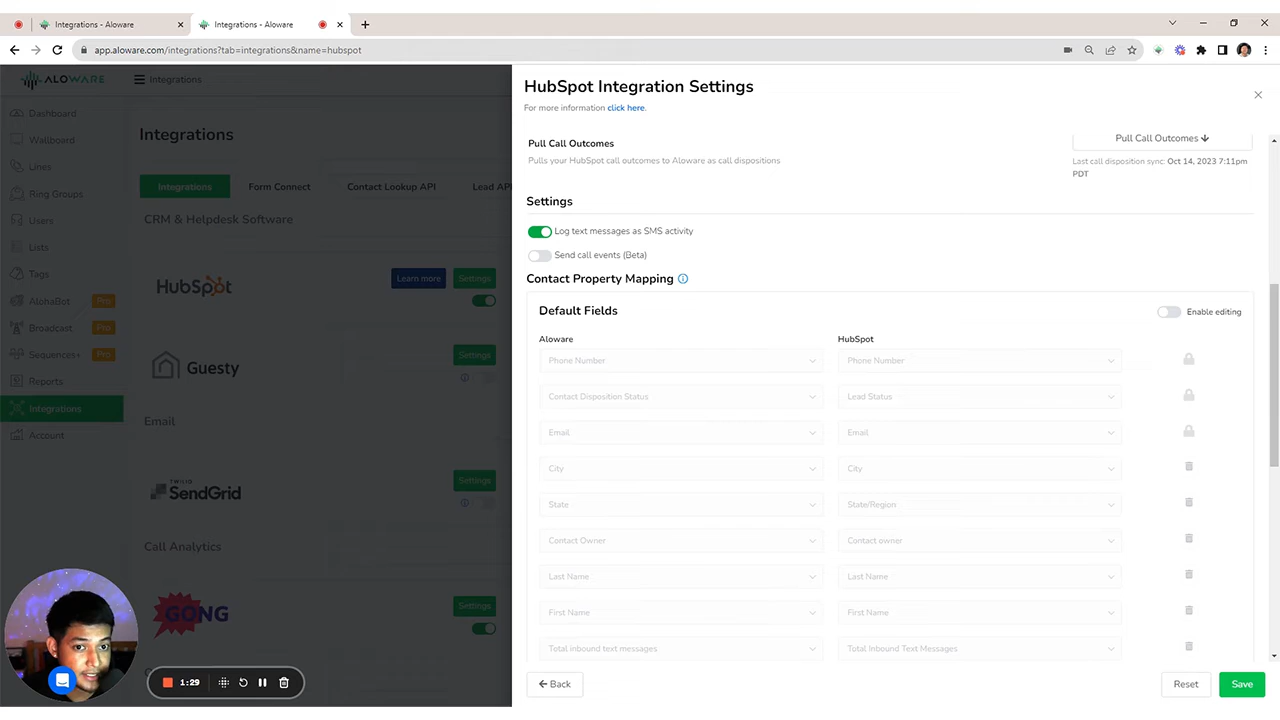 Integrations - Aloware
Integrations - Aloware
app.aloware.com/integrations?tab=integrations&name=hubspot
ALOWARE
Integrations
Dashboard
Wallboard
Lines
Ring Groups
Users
Lists
Tags
AlohaBot Pro
Broadcast Pro
Sequences+ Pro
Reports
Integrations
Account
Integrations
Integrations Form Connect Contact Lookup API Lead API
CRM & Helpdesk Software
HubSpot
Learn more Settings
Guesty
Settings
Email
TWILIO
SendGrid
Settings
Call Analytics
GONG
Settings
1:29
HubSpot Integration Settings
For more information click here.
Pull Call Outcomes
Pulls your HubSpot call outcomes to Aloware as call dispositions
Pull Call Outcomes
Last call disposition sync: Oct 14, 2023 7:11pm
PDT
Settings
Log text messages as SMS activity
Send call events (Beta)
Contact Property Mapping
Default Fields
Enable editing
Aloware HubSpot
Phone Number Phone Number
Contact Disposition Status Lead Status
Email Email
City City
State State/Region
Contact Owner Contact owner
Last Name Last Name
First Name First Name
Total inbound text messages Total Inbound Text Messages
Back
Reset
Save